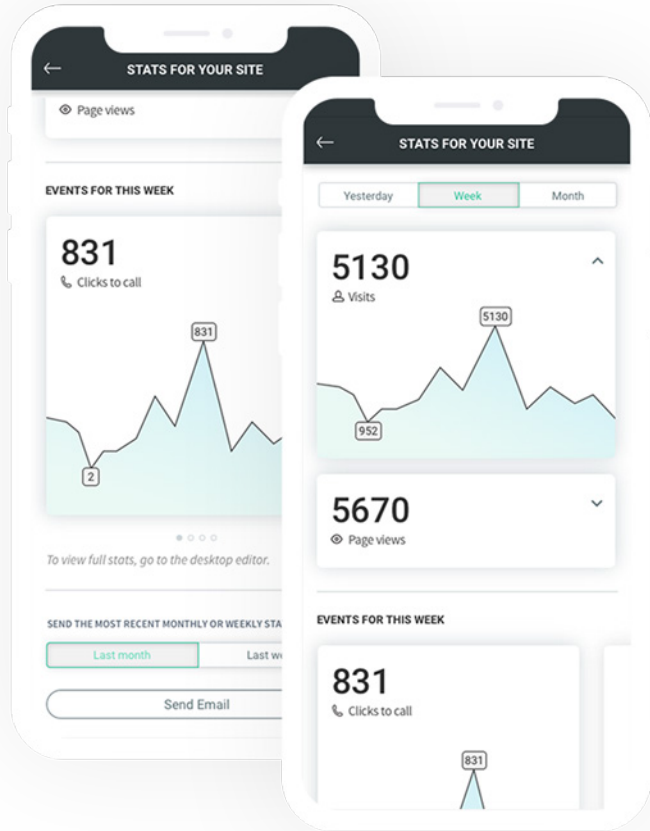 STATS FOR YOUR SITE
Page views
EVENTS FOR THIS WEEK
831
Clicks to call
831
2
To view full stats, go to the desktop editor.
SEND THE MOST RECENT MONTHLY OR WEEKLY
Last month
Last
Send Email
STATS FOR YOUR SITE
Yesterday
Week
Month
5130
Visits
5130
952
5670
Page views
EVENTS FOR THIS WEEK
831
Clicks to call
831